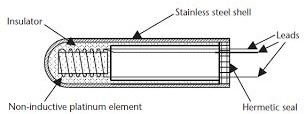 Stainless steel shell
Insulator
Leads
Non-inductive platinum element
Hermetic seal